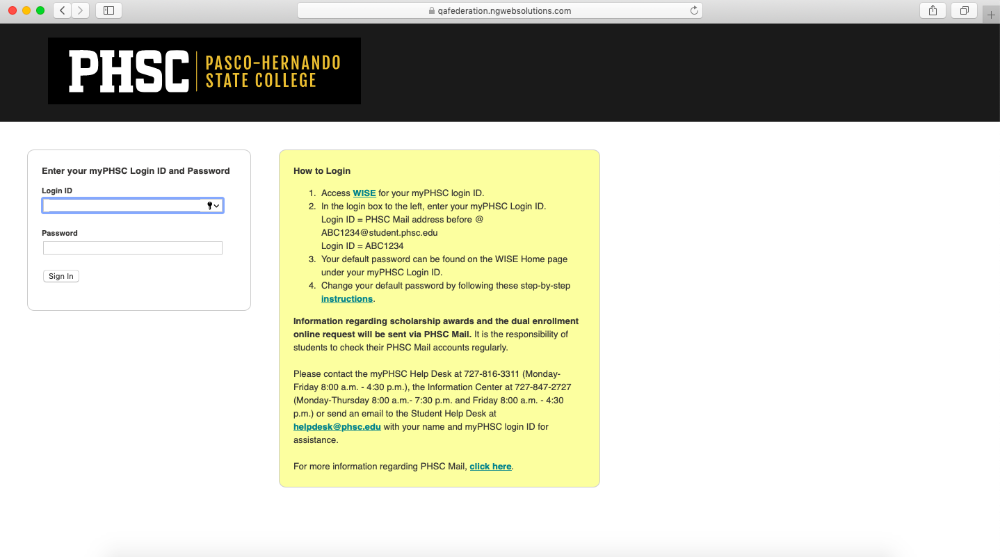 qafederation.ngwebsolutions.com
PHSC
PASCO-HERNANDO
STATE COLLEGE
Enter your myPHSC Login ID and Password
Login ID
Password
Sign In
How to Login
1. Access WISE for your myPHSC login ID.
2. In the login box to the left, enter your myPHSC Login ID.
Login ID = PHSC Mail address before @
ABC1234@student.phsc.edu
Login ID = ABC1234
3. Your default password can be found on the WISE Home page
under your myPHSC Login ID.
4. Change your default password by following these step-by-step
instructions.
Information regarding scholarship awards and the dual enrollment
online request will be sent via PHSC Mail. It is the responsibility of
students to check their PHSC Mail accounts regularly.
Please contact the myPHSC Help Desk at 727-816-3311 (Monday-
Friday 8:00 a.m. - 4:30 p.m.), the Information Center at 727-847-2727
(Monday-Thursday 8:00 a.m.- 7:30 p.m. and Friday 8:00 a.m. - 4:30
p.m.) or send an email to the Student Help Desk at
helpdesk@phsc.edu with your name and myPHSC login ID for
assistance.
For more information regarding PHSC Mail, click here.